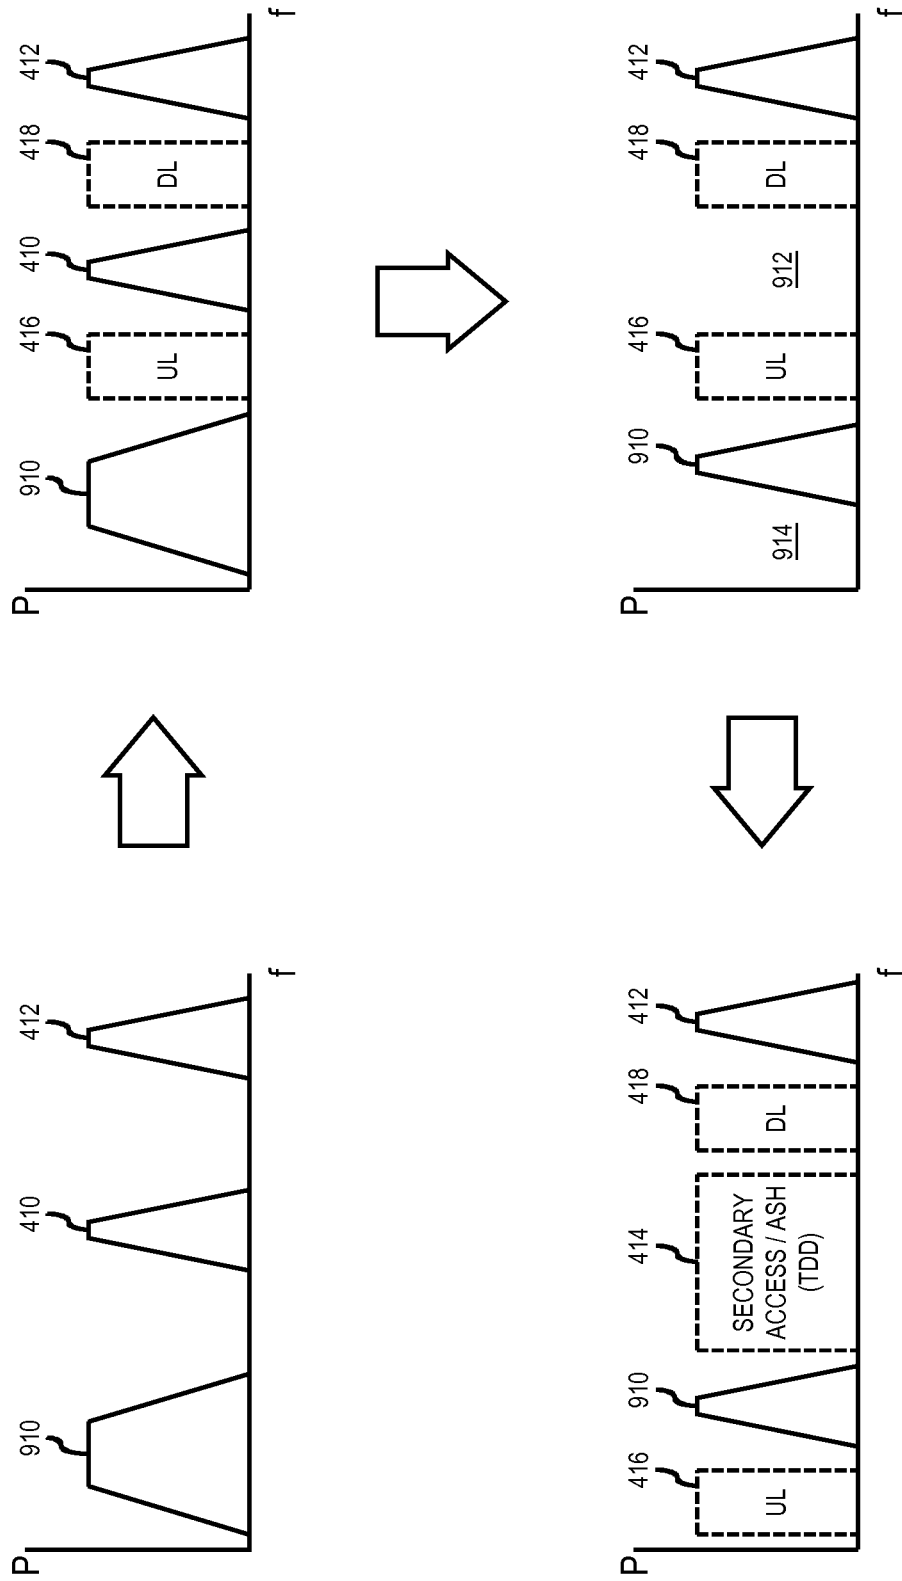 P
910
410
412
f
P
910
416
UL
410
418
DL
412
f
P
914
910
416
UL
912
418
DL
412
f
P
416
UL
910
414
SECONDARY
ACCESS / ASH
(TDD)
418
DL
412
f